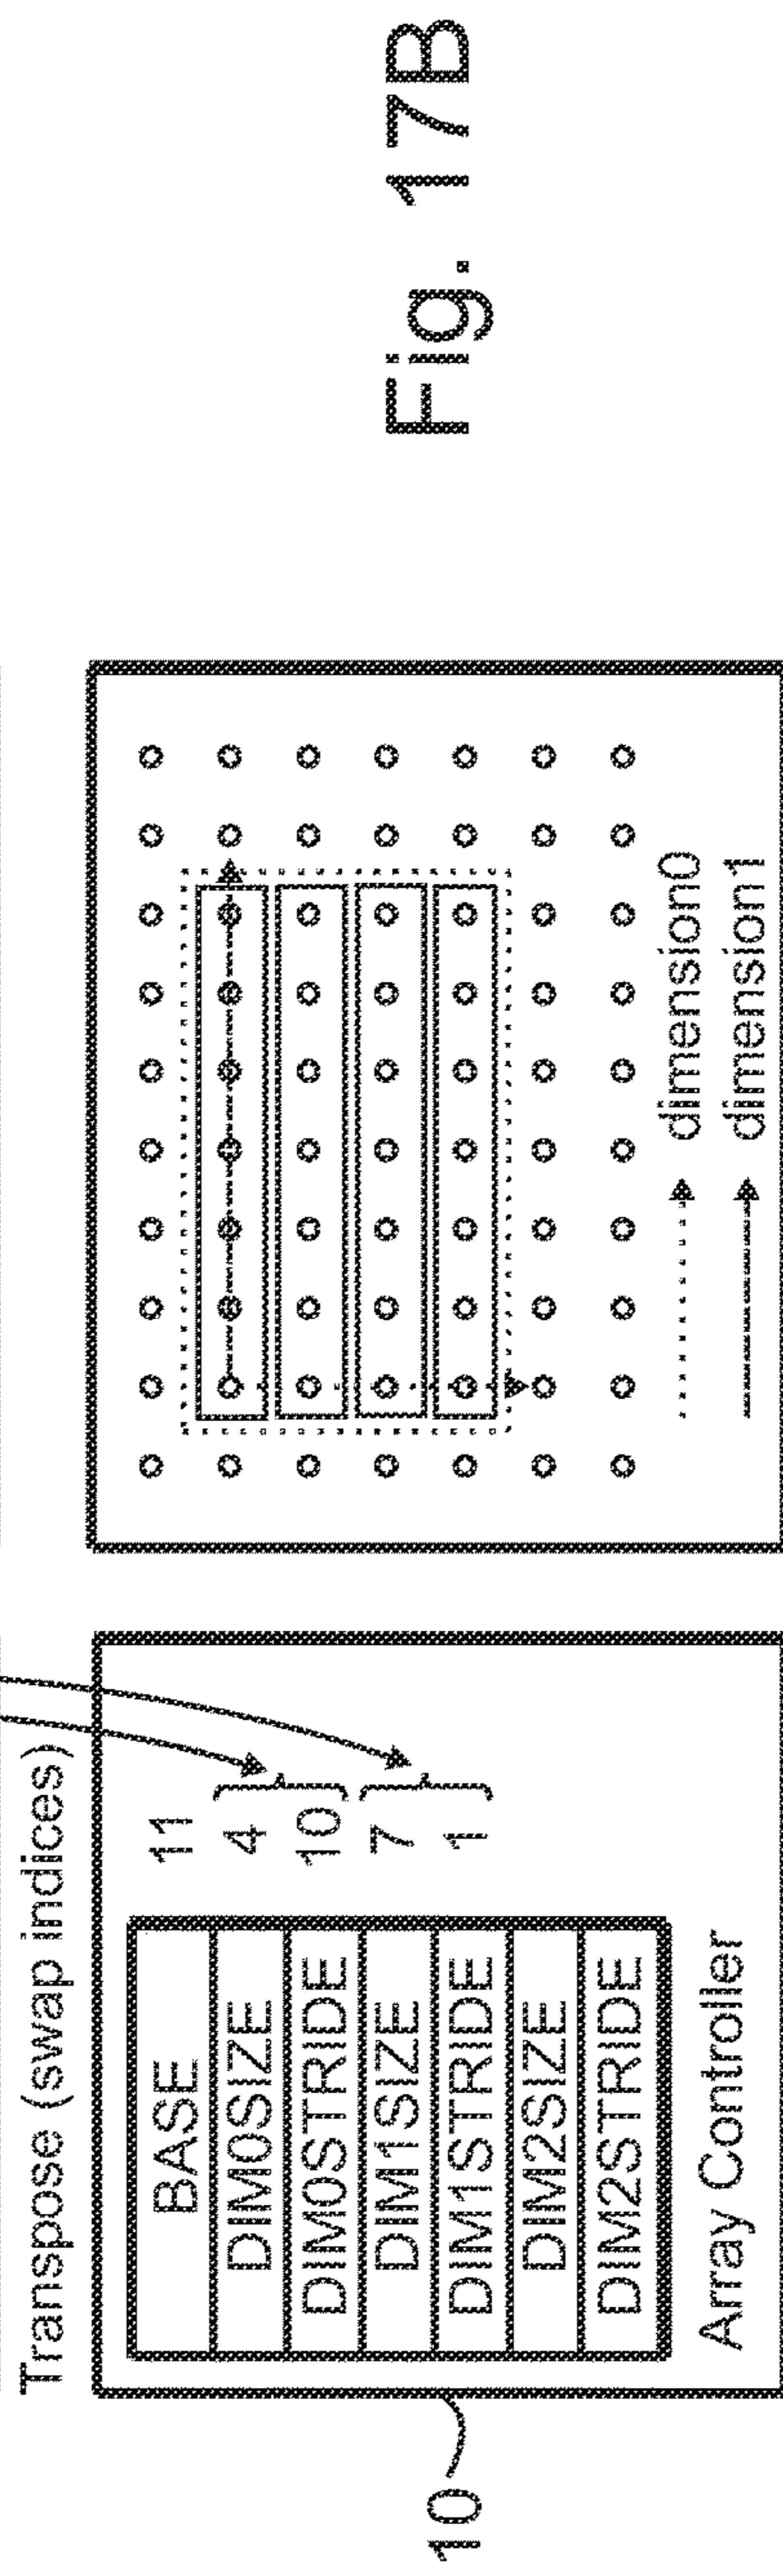 Transpose (swap indices)
10
BASE 11
DIM0SIZE 4
DIM0STRIDE 10
DIM1SIZE 7
DIM1STRIDE 1
DIM2SIZE
DIM2STRIDE
Array Controller
dimension0
dimension1
Fig. 17B